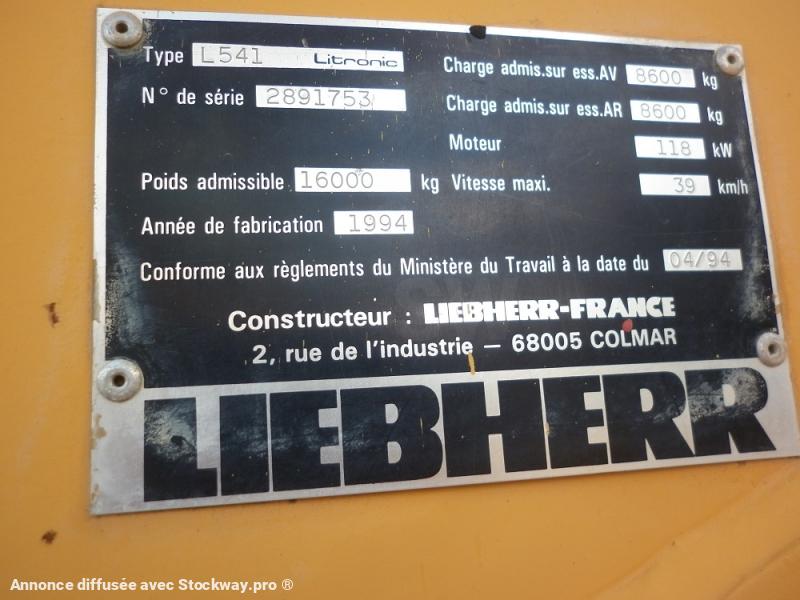 Type L541 Litronic
N° de série 2891753
Charge admis.sur ess.AV 8600 kg
Charge admis.sur ess.AR 8600 kg
Moteur 118 kW
Poids admissible 16000 kg
Vitesse maxi. 39 km/h
Année de fabrication 1994
Conforme aux règlements du Ministère du Travail à la date du 04/94
Constructeur : LIEBHERR-FRANCE
2, rue de l'industrie – 68005 COLMAR
LIEBHERR
Annonce diffusée avec Stockway.pro ®